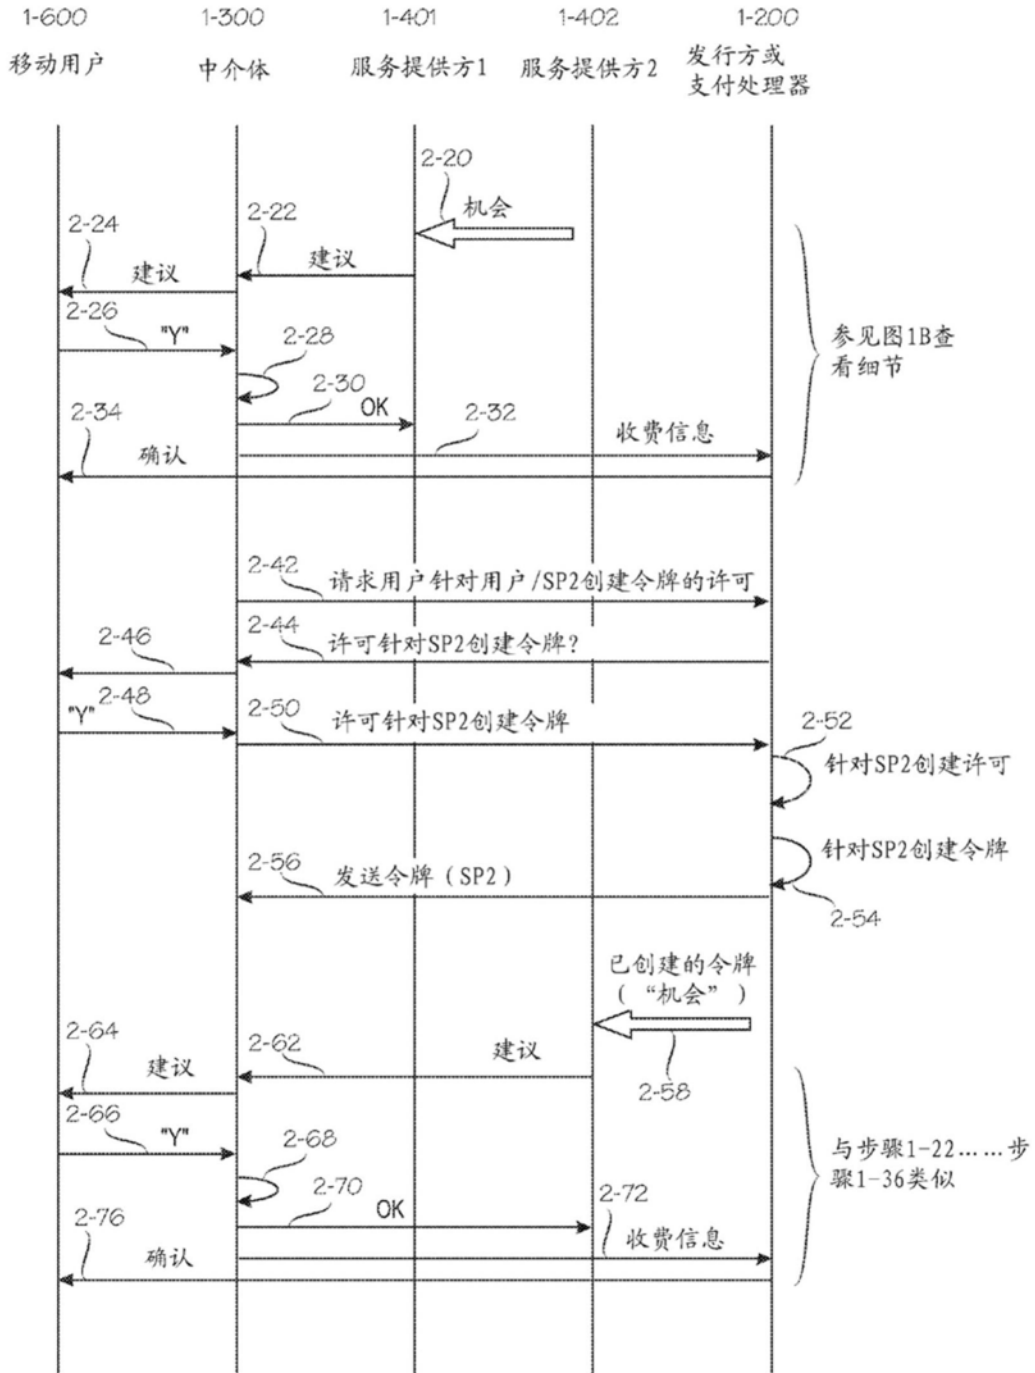 1-600
1-300
1-401
1-402
1-200
移动用户
中介体
服务提供方1
服务提供方2
发行方或
支付处理器
2-20
机会
2-24
2-22
建议
建议
2-26
"Y"
2-28
2-30
OK
2-34
确认
2-32
收费信息
参见图1B查
看细节
2-42
请求用户针对用户/SP2创建令牌的许可
2-44
许可针对SP2创建令牌?
2-46
2-48
"Y"
2-50
许可针对SP2创建令牌
2-52
针对SP2创建许可
针对SP2创建令牌
2-54
2-56
发送令牌（SP2）
已创建的令牌
（“机会”）
2-58
2-64
建议
2-62
建议
2-66
"Y"
2-68
2-70
OK
2-72
收费信息
2-76
确认
与步骤1-22……步
骤1-36类似